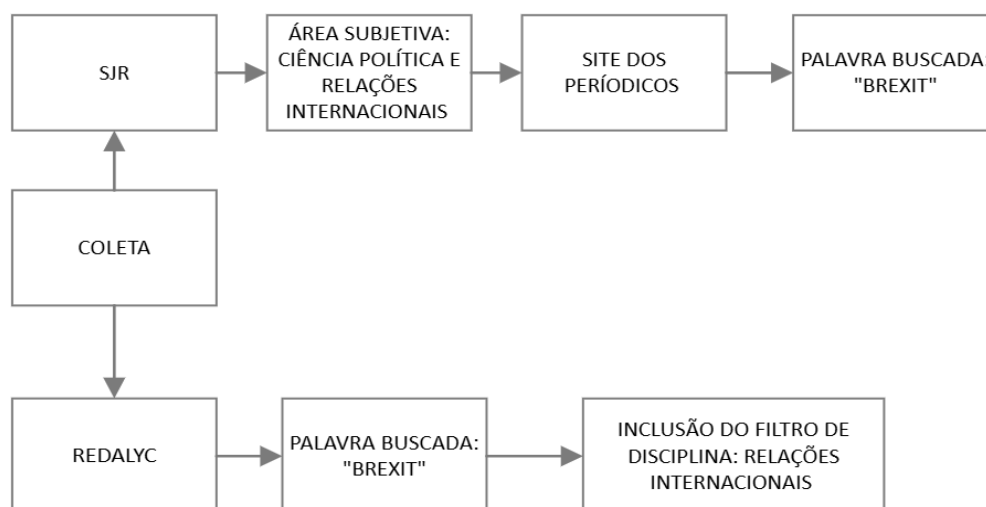 SJR
ÁREA SUBJETIVA:
CIÊNCIA POLÍTICA E
RELAÇÕES
INTERNACIONAIS
SITE DOS
PERÍODICOS
PALAVRA BUSCADA:
"BREXIT"
COLETA
REDALYC
PALAVRA BUSCADA:
"BREXIT"
INCLUSÃO DO FILTRO DE
DISCIPLINA: RELAÇÕES
INTERNACIONAIS